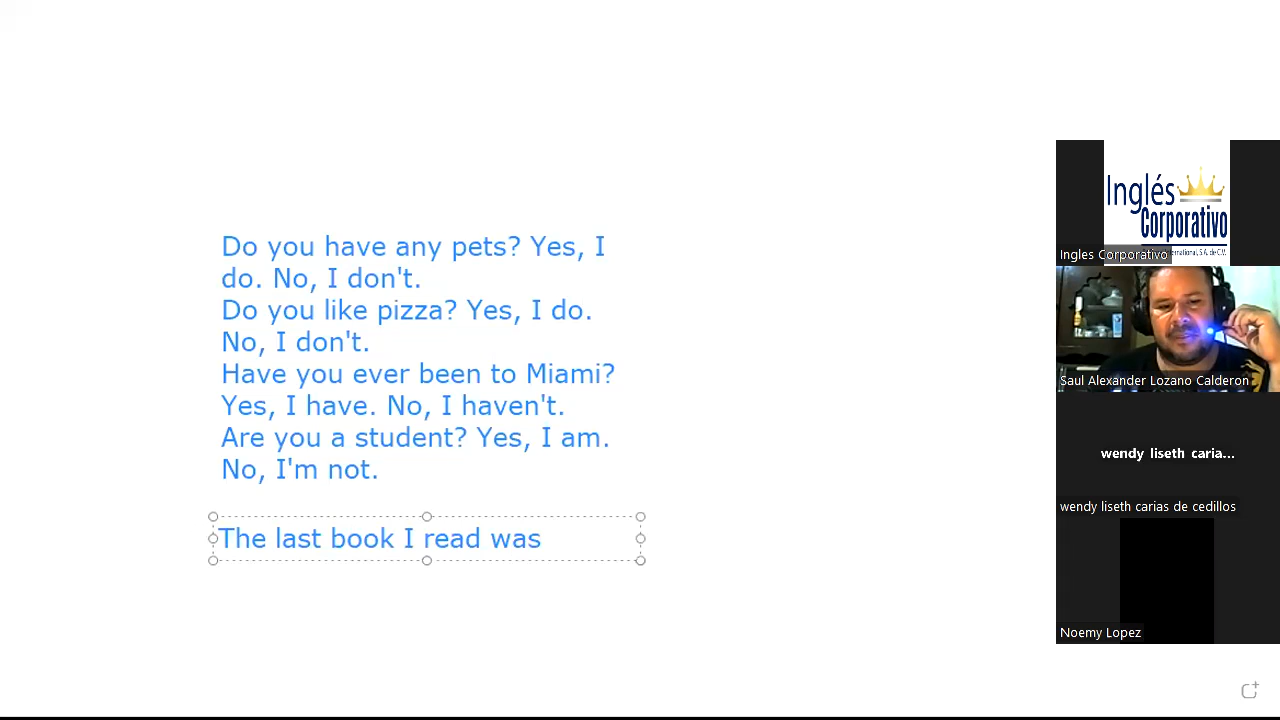 Do you have any pets? Yes, I
do. No, I don't.
Do you like pizza? Yes, I do.
No, I don't.
Have you ever been to Miami?
Yes, I have. No, I haven't.
Are you a student? Yes, I am.
No, I'm not.
The last book I read was
Inglés
Corporativo
Ingles Corporativo
Saul Alexander Lozano Calderon
wendy liseth caria...
wendy liseth carias de cedillos
Noemy Lopez